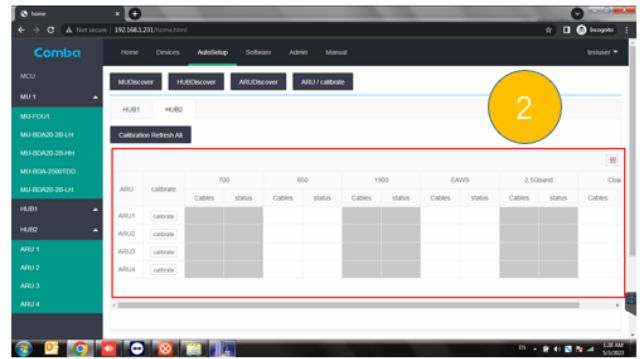 home
Not secure | 192.168.1.231/home.html
Incognito
Comba
Home Devices AutoSetup Software Admin Manual
testuser
MCU
MU 1
MU-FOU1
MU-BDA20-2B-LH
MU-BDA20-2B-HH
MU-BDA-2500TDD
MU-BDA20-2B-LH
HUB1
HUB2
ARU 1
ARU 2
ARU 3
ARU 4
MUDiscover HUBDiscover ARUDiscover ARU / calibrate
HUB1 HUB2
2
Calibration Refresh All
ARU calibrate 700 850 1900 EAWS 2.5Gband Cbar
Cables status Cables status Cables status Cables status Cables status Cables
ARU1 calibrate
ARU2 calibrate
ARU3 calibrate
ARU4 calibrate
EN
3:28 AM
5/3/2023